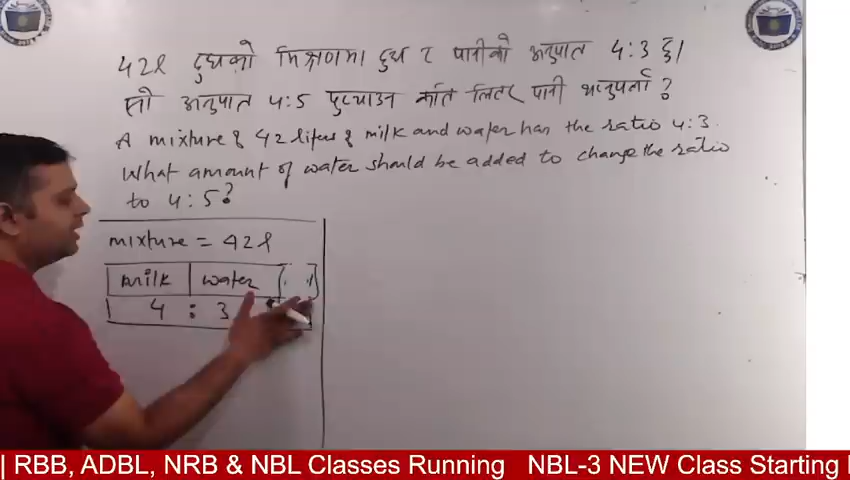 42l दुधको मिश्रणमा दुध र पानीको अनुपात 4:3 छ।
सो अनुपात 4:5 पुर्‍याउन कति लिटर पानी थप्नुपर्ला ?
A mixture of 42 liters of milk and water has the ratio 4:3.
What amount of water should be added to change the ratio
to 4:5?
mixture = 42l
milk water
4 : 3
| RBB, ADBL, NRB & NBL Classes Running NBL-3 NEW Class Starting